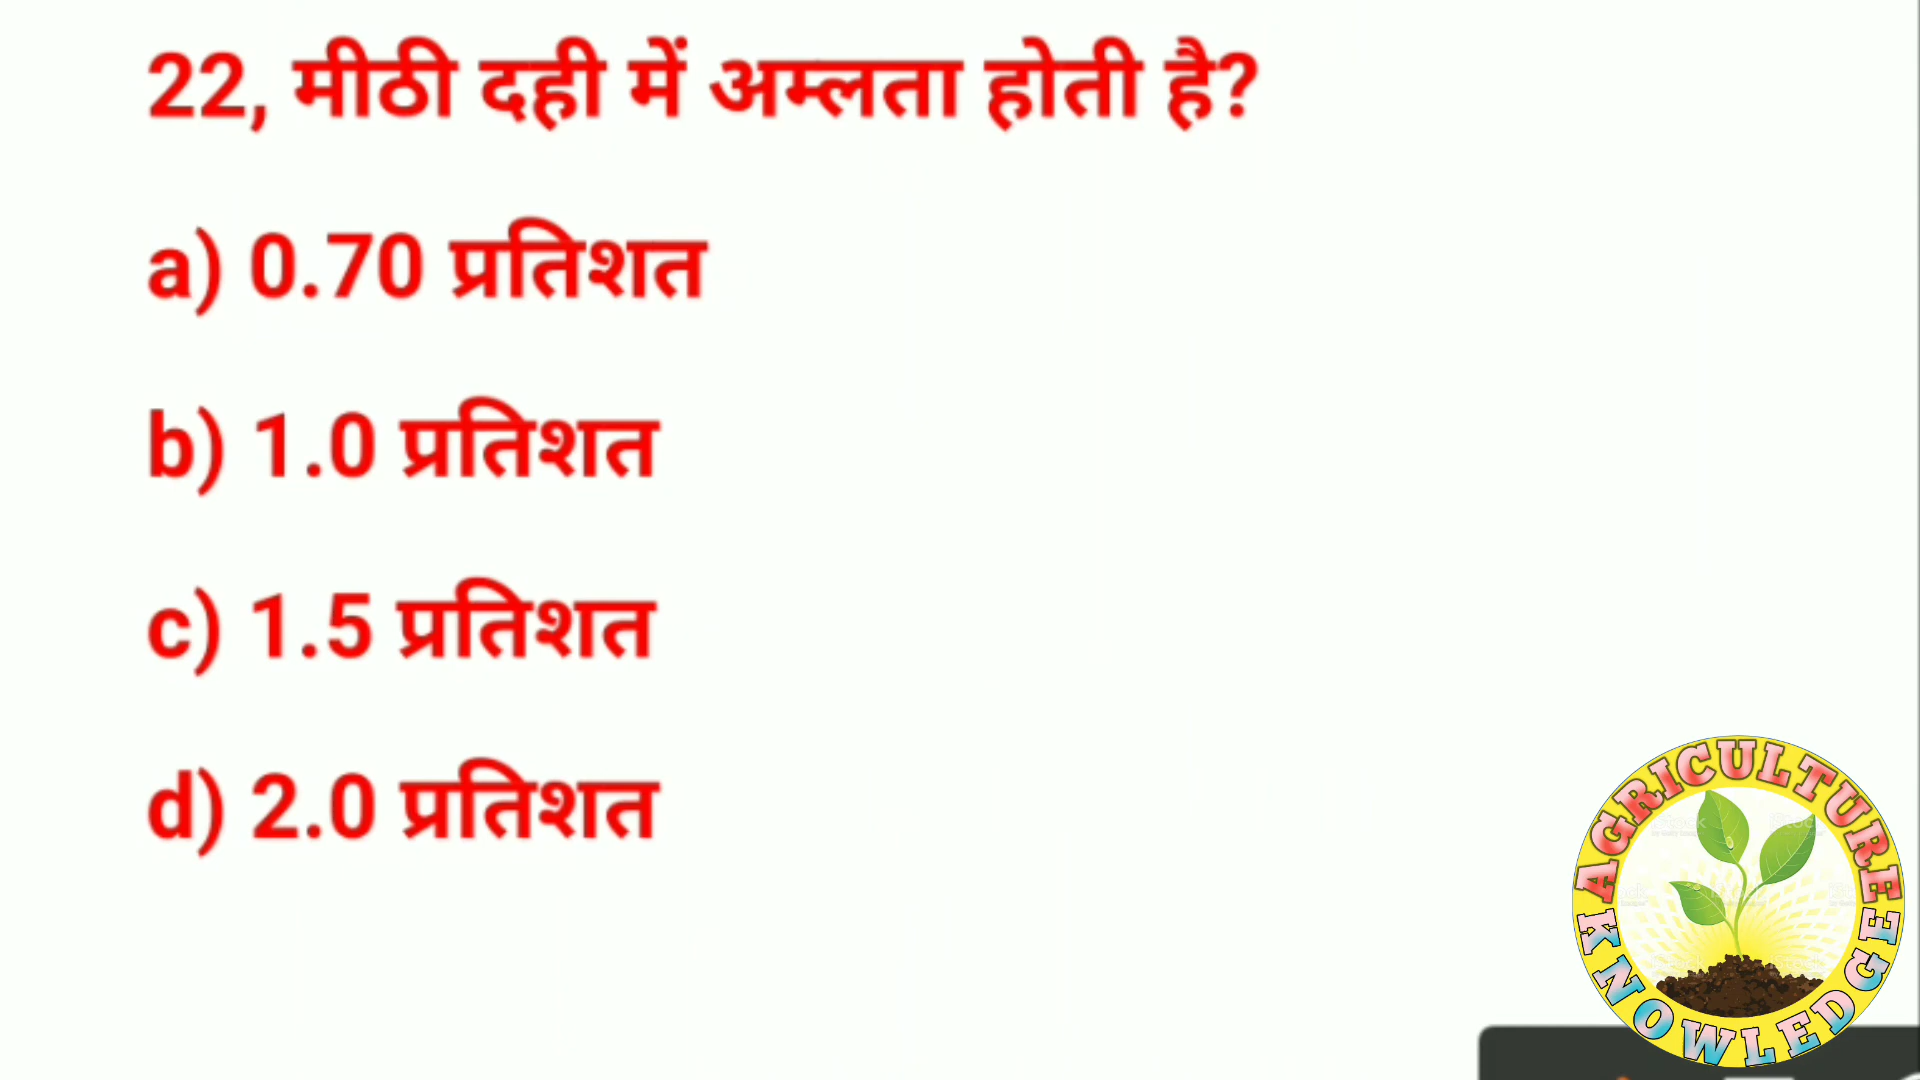 22, मीठी दही में अम्लता होती है?
a) 0.70 प्रतिशत
b) 1.0 प्रतिशत
c) 1.5 प्रतिशत
d) 2.0 प्रतिशत
AGRICULTURE
KNOWLEDGE